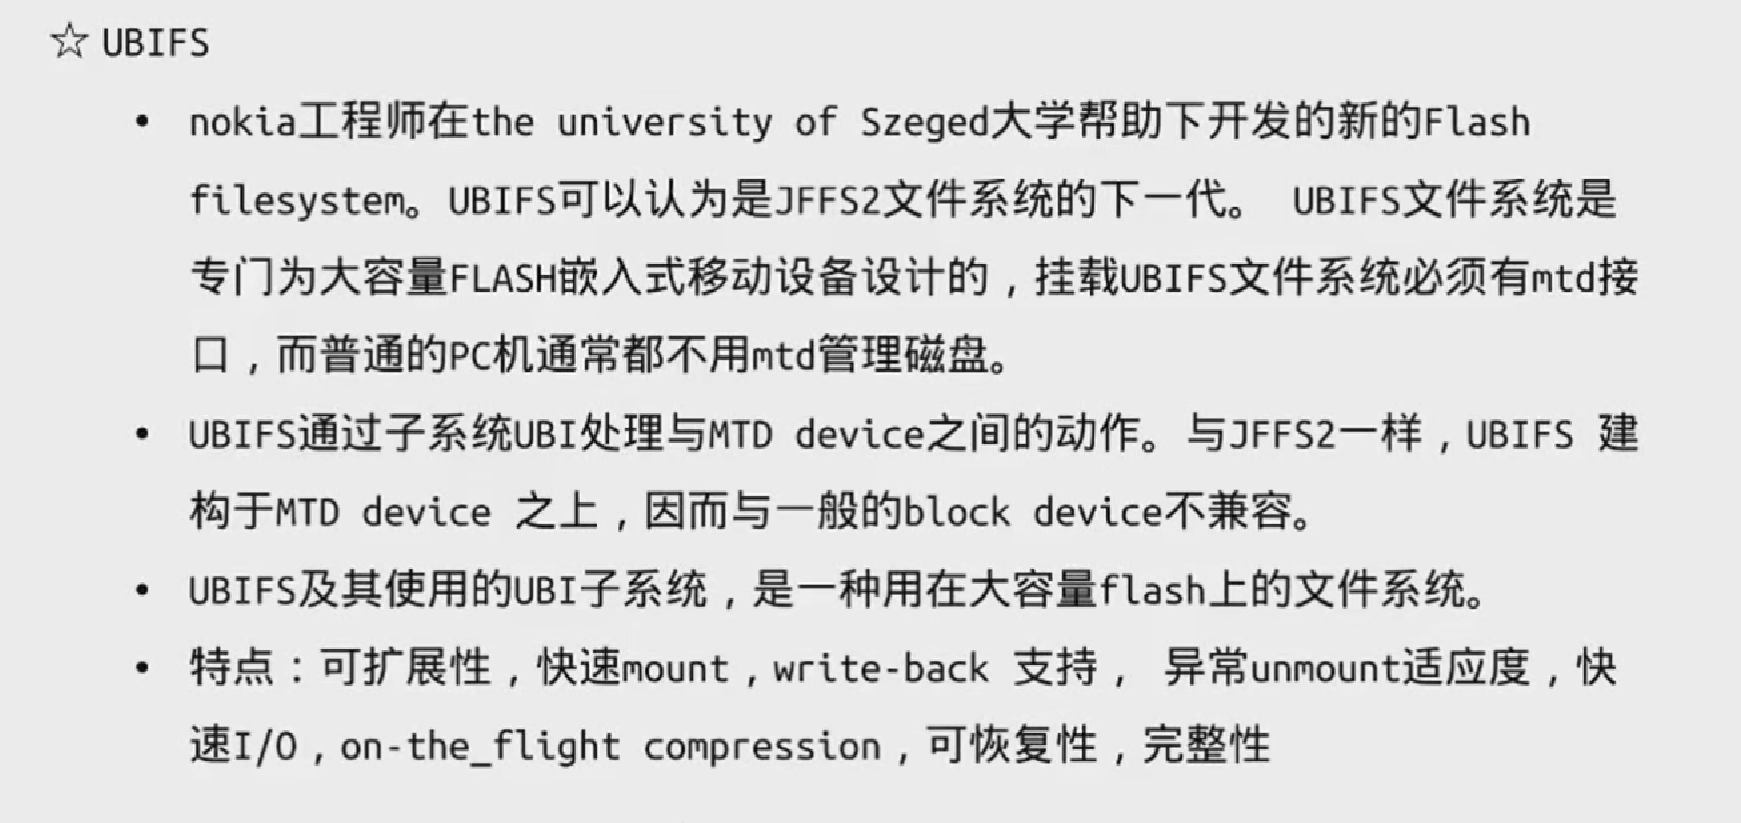 ☆ UBIFS
• nokia工程师在the university of Szeged大学帮助下开发的新的Flash
filesystem。UBIFS可以认为是JFFS2文件系统的下一代。 UBIFS文件系统是
专门为大容量FLASH嵌入式移动设备设计的，挂载UBIFS文件系统必须有mtd接
口，而普通的PC机通常都不用mtd管理磁盘。
• UBIFS通过子系统UBI处理与MTD device之间的动作。与JFFS2一样，UBIFS 建
构于MTD device 之上，因而与一般的block device不兼容。
• UBIFS及其使用的UBI子系统，是一种用在大容量flash上的文件系统。
• 特点：可扩展性，快速mount，write-back 支持， 异常unmount适应度，快
速I/O，on-the_flight compression，可恢复性，完整性